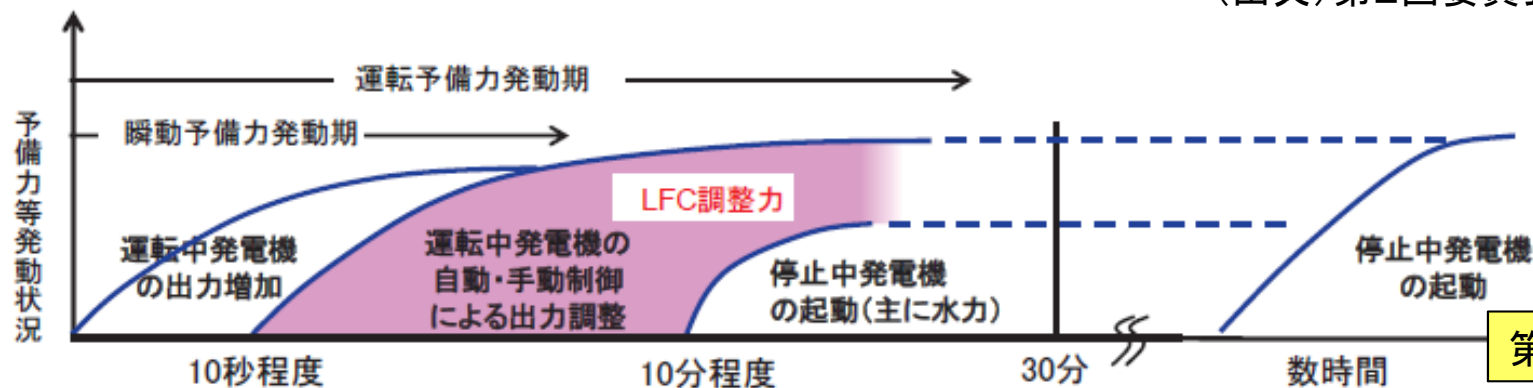 運転予備力発動期
瞬動予備力発動期
予備力等発動状況
LFC調整力
運転中発電機
の出力増加
運転中発電機の
自動・手動制御
による出力調整
停止中発電機
の起動(主に水力)
停止中発電機
の起動
10秒程度
10分程度
30分
数時間
第